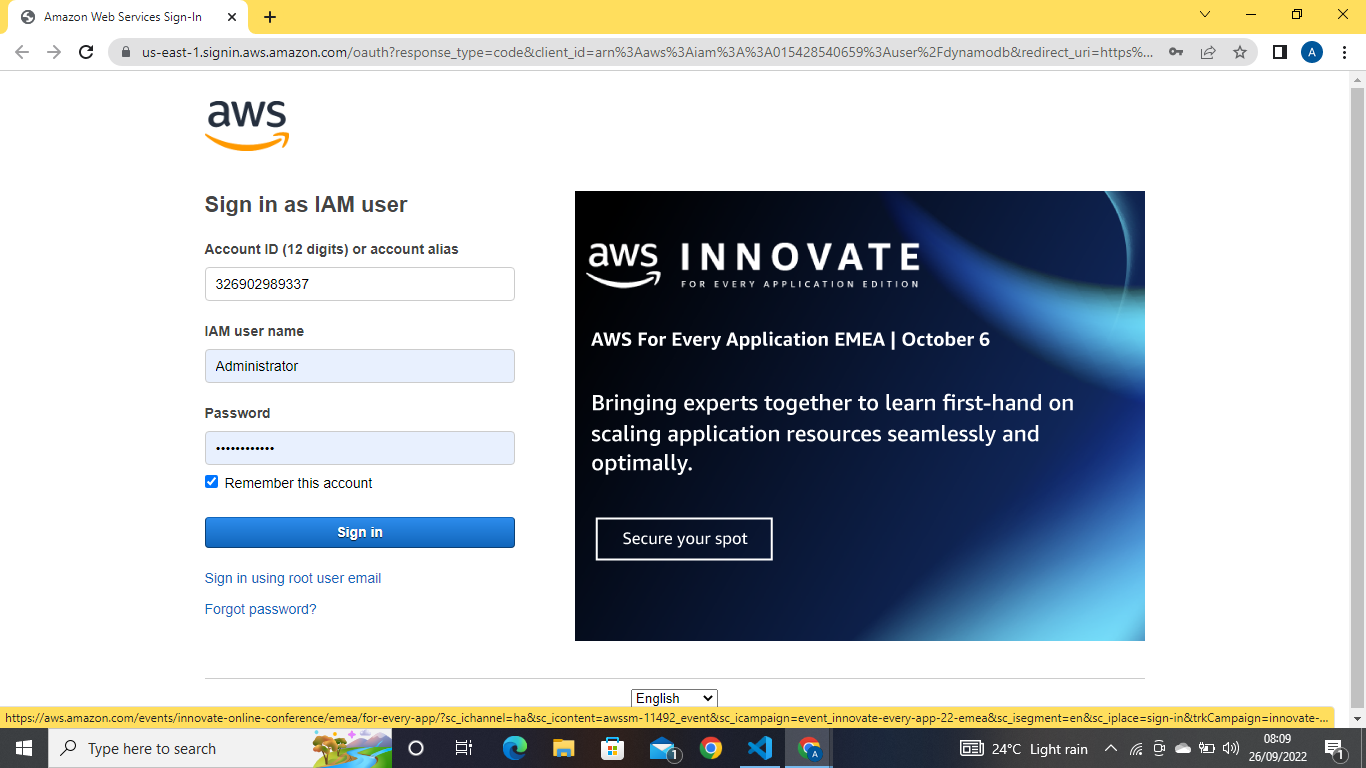 Amazon Web Services Sign-In
us-east-1.signin.aws.amazon.com/oauth?response_type=code&client_id=arn%3Aaws%3Aiam%3A%3A015428540659%3Auser%2Fdynamodb&redirect_uri=https%...
A
aws
Sign in as IAM user
Account ID (12 digits) or account alias
326902989337
IAM user name
Administrator
Password
••••••••••••
Remember this account
Sign in
Sign in using root user email
Forgot password?
aws INNOVATE
FOR EVERY APPLICATION EDITION
AWS For Every Application EMEA | October 6
Bringing experts together to learn first-hand on
scaling application resources seamlessly and
optimally.
Secure your spot
English
https://aws.amazon.com/events/innovate-online-conference/emea/for-every-app/?sc_ichannel=ha&sc_icontent=awssm-11492_event&sc_icampaign=event_innovate-every-app-22-emea&sc_isegment=en&sc_iplace=sign-in&trkCampaign=innovate-...
Type here to search
1
A
24°C Light rain
08:09
26/09/2022
1